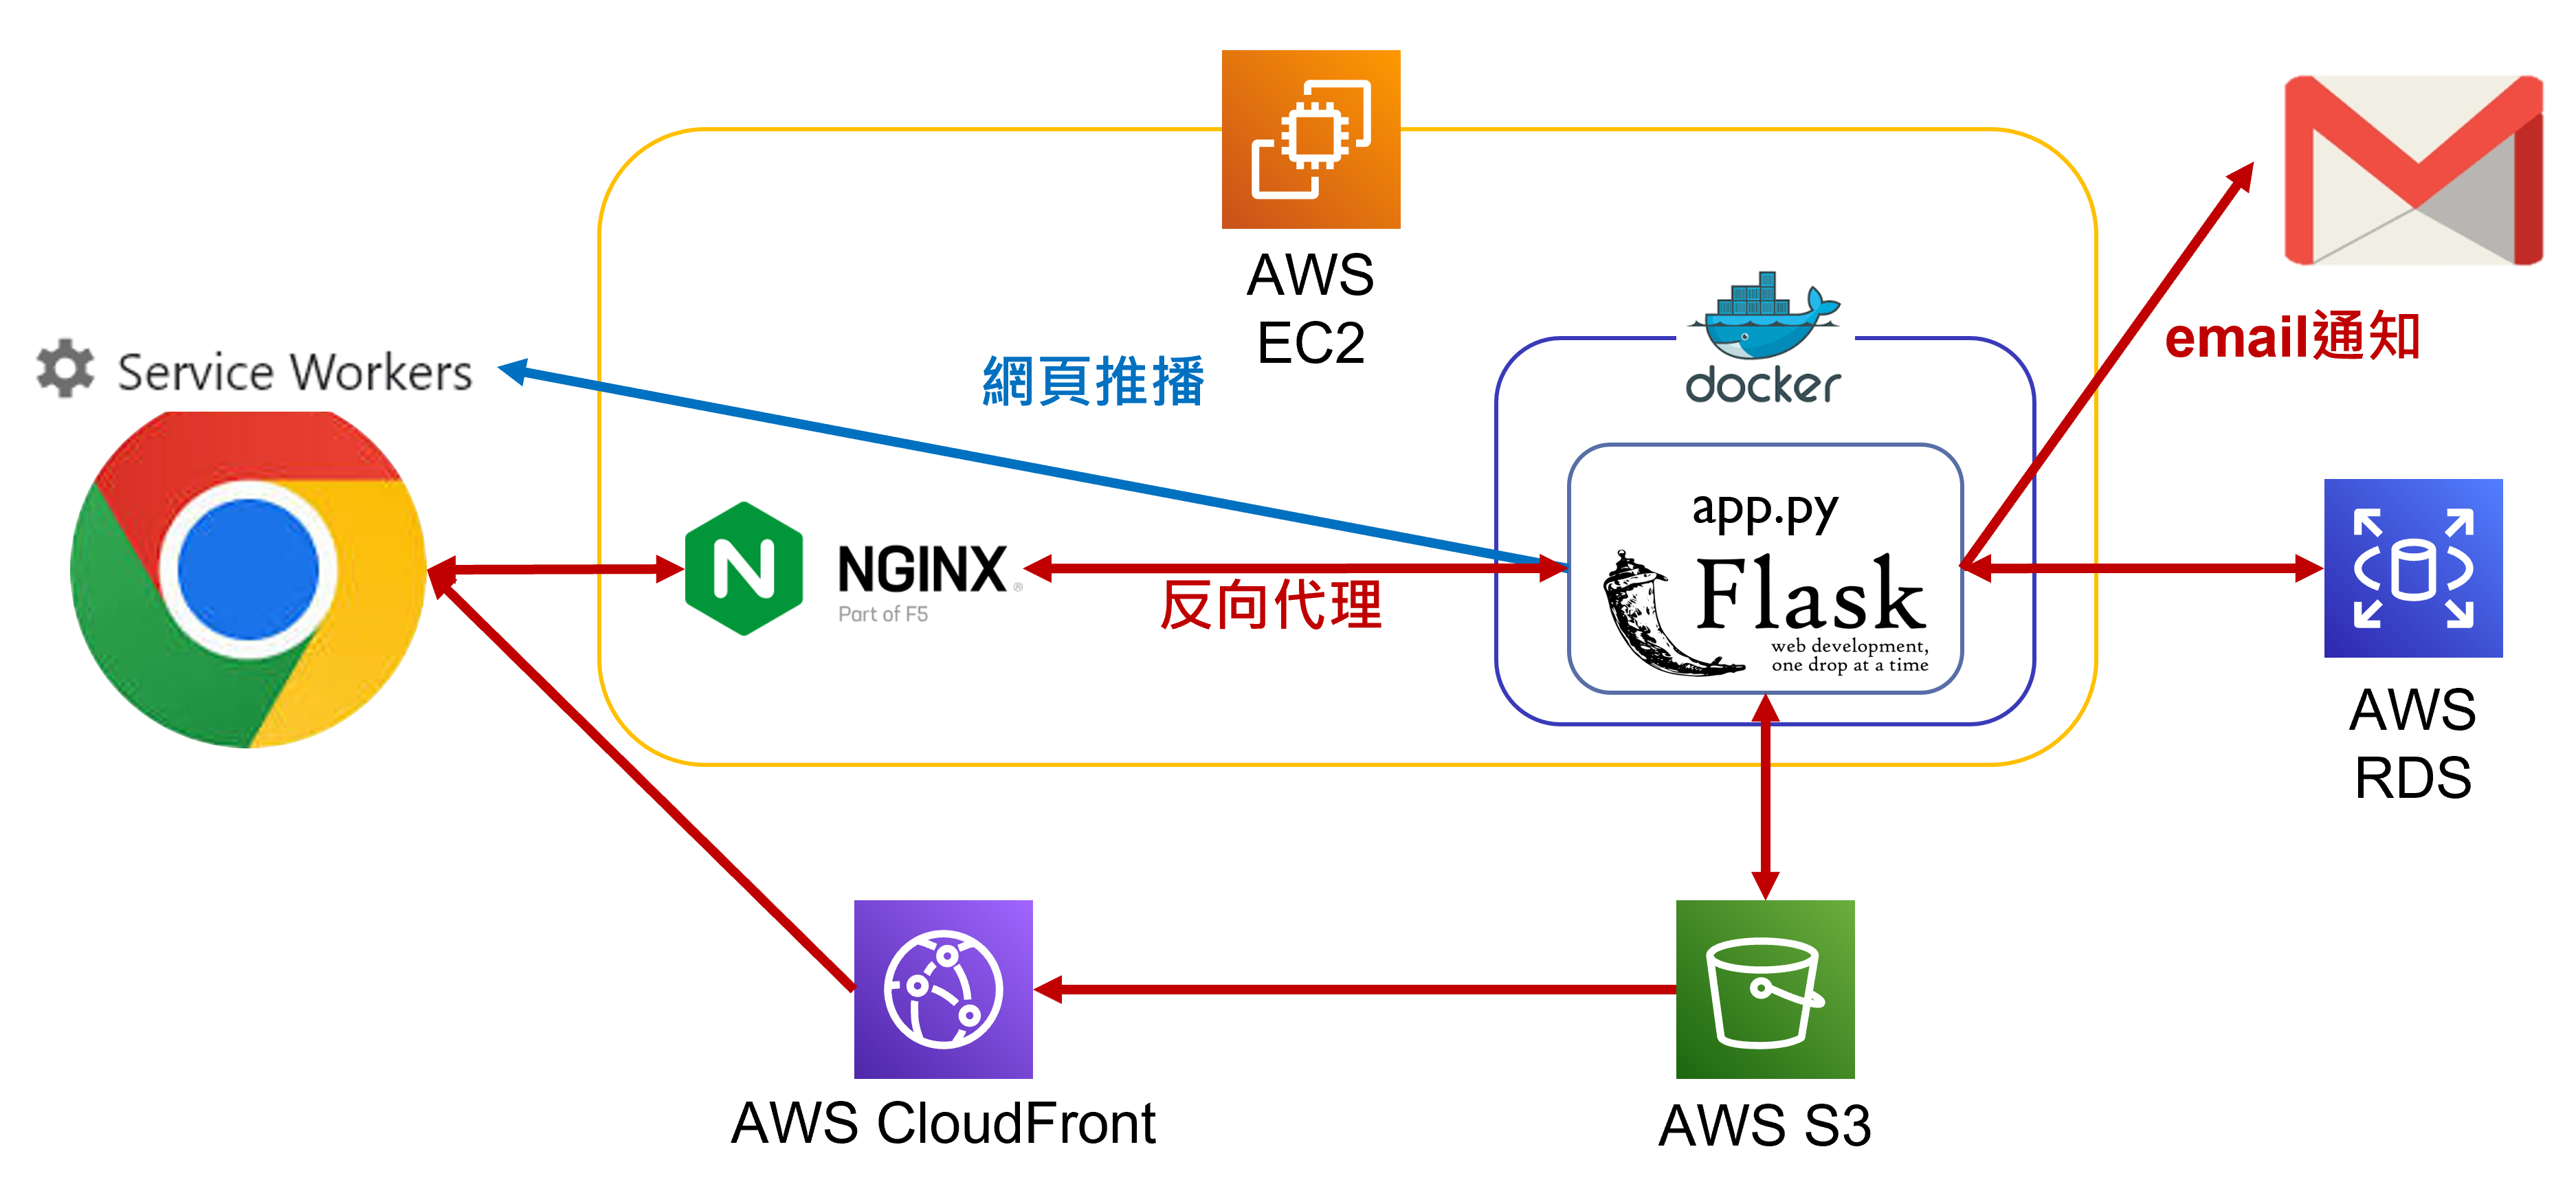 AWS
EC2
docker
email通知
Service Workers
網頁推播
app.py
Flask
web development,
one drop at a time
N
NGINX®
Part of F5
反向代理
AWS
RDS
AWS CloudFront
AWS S3